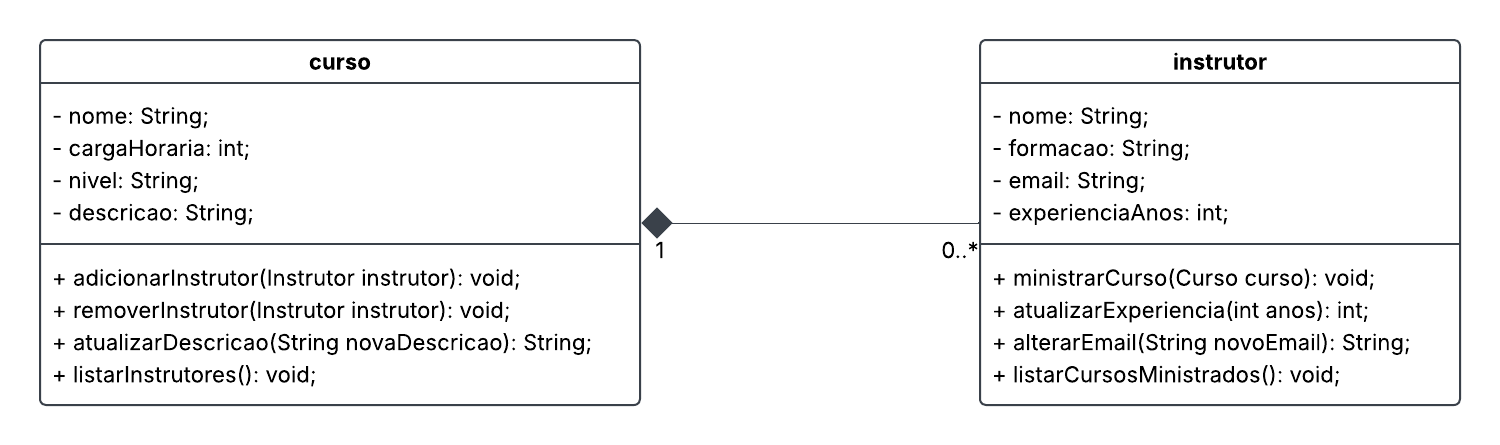 curso
- nome: String;
- cargaHoraria: int;
- nivel: String;
- descricao: String;
+ adicionarInstrutor(Instrutor instrutor): void;
+ removerInstrutor(Instrutor instrutor): void;
+ atualizarDescricao(String novaDescricao): String;
+ listarInstrutores(): void;
1
0..*
instrutor
- nome: String;
- formacao: String;
- email: String;
- experienciaAnos: int;
+ ministrarCurso(Curso curso): void;
+ atualizarExperiencia(int anos): int;
+ alterarEmail(String novoEmail): String;
+ listarCursosMinistrados(): void;